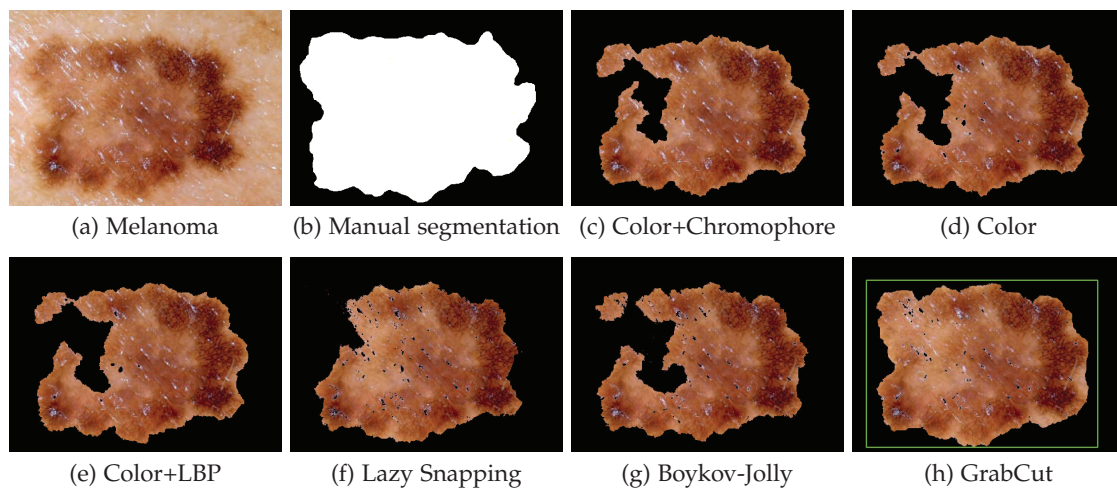 (a) Melanoma
(b) Manual segmentation
(c) Color+Chromophore
(d) Color
(e) Color+LBP
(f) Lazy Snapping
(g) Boykov-Jolly
(h) GrabCut